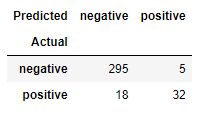 Predicted negative positive
Actual
negative 295 5
positive 18 32